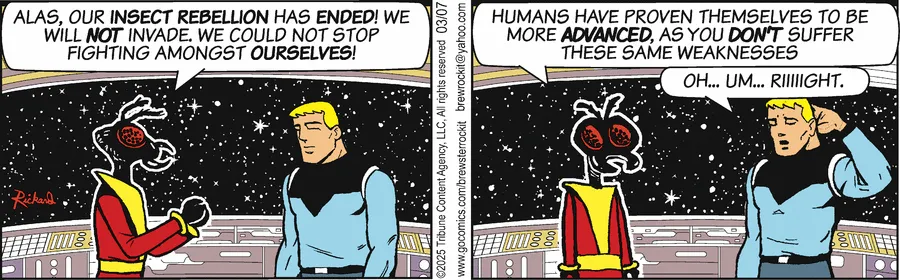 ALAS, OUR INSECT REBELLION HAS ENDED! WE
WILL NOT INVADE. WE COULD NOT STOP
FIGHTING AMONGST OURSELVES!
Rickard
©2025 Tribune Content Agency, LLC, All rights reserved 03/07
www.gocomics.com/brewsterrockit brewrockit@yahoo.com
HUMANS HAVE PROVEN THEMSELVES TO BE
MORE ADVANCED, AS YOU DON'T SUFFER
THESE SAME WEAKNESSES
OH... UM... RIIIIIGHT.